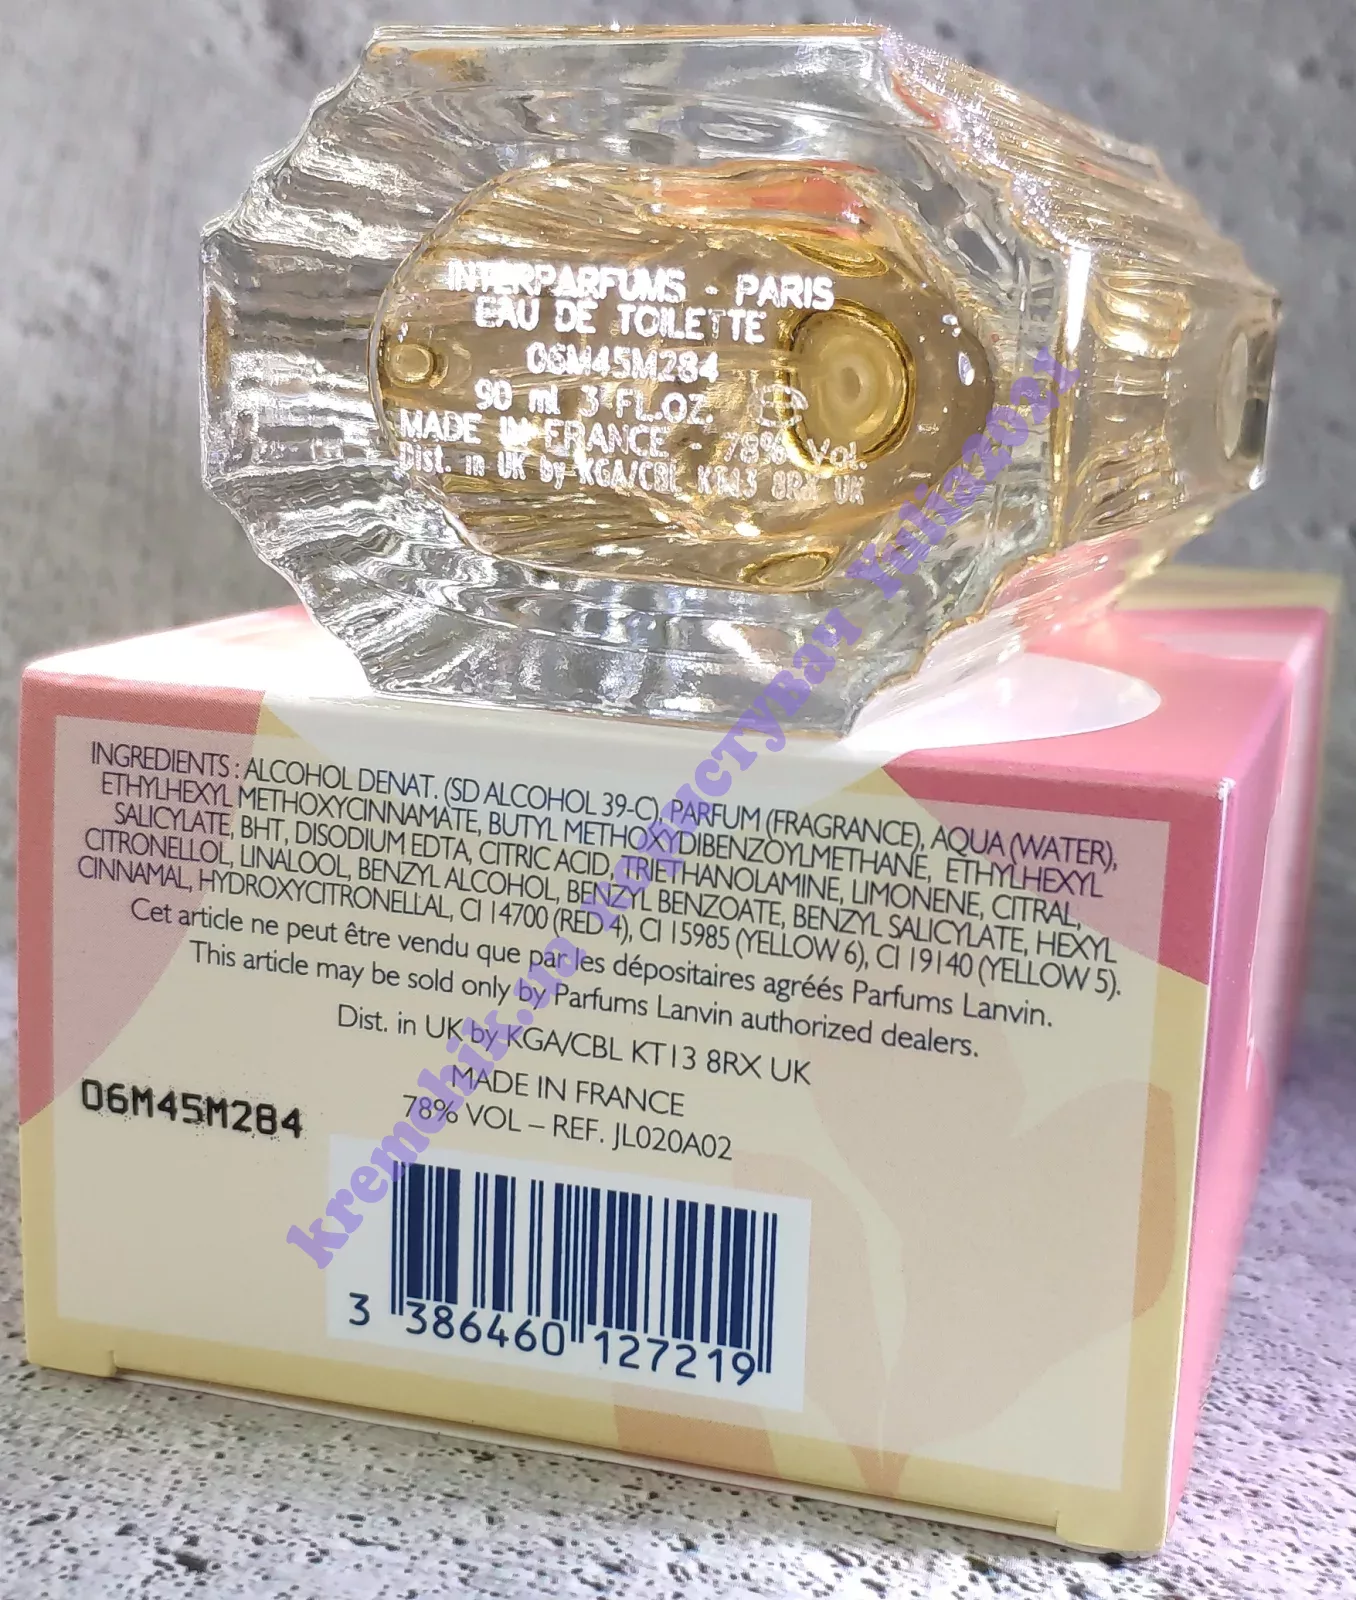 INTERPARFUMS - PARIS
EAU DE TOILETTE
06M45M284
90 ml 3 FL.OZ. e
MADE IN FRANCE - 78% Vol.
Dist. in UK by KGA/CBL KT13 8RX UK
INGREDIENTS : ALCOHOL DENAT. (SD ALCOHOL 39-C), PARFUM (FRAGRANCE), AQUA (WATER),
ETHYLHEXYL METHOXYCINNAMATE, BUTYL METHOXYDIBENZOYLMETHANE, ETHYLHEXYL
SALICYLATE, BHT, DISODIUM EDTA, CITRIC ACID, TRIETHANOLAMINE, LIMONENE, CITRAL,
CITRONELLOL, LINALOOL, BENZYL ALCOHOL, BENZYL BENZOATE, BENZYL SALICYLATE, HEXYL
CINNAMAL, HYDROXYCITRONELLAL, CI 14700 (RED 4), CI 15985 (YELLOW 6), CI 19140 (YELLOW 5).
Cet article ne peut être vendu que par les dépositaires agréés Parfums Lanvin.
This article may be sold only by Parfums Lanvin authorized dealers.
Dist. in UK by KGA/CBL KT13 8RX UK
MADE IN FRANCE
78% VOL – REF. JL020A02
06M45M284
3 386460 127219
kremchik.ua Користувач Yulia2021